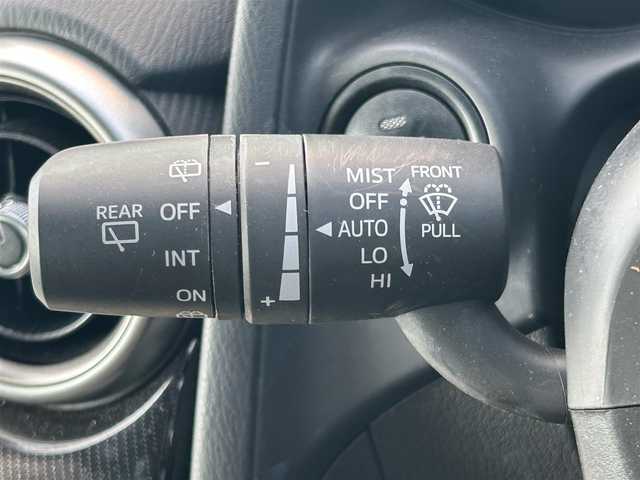 REAR
OFF
INT
ON
−
+
MIST
OFF
AUTO
LO
HI
FRONT
PULL